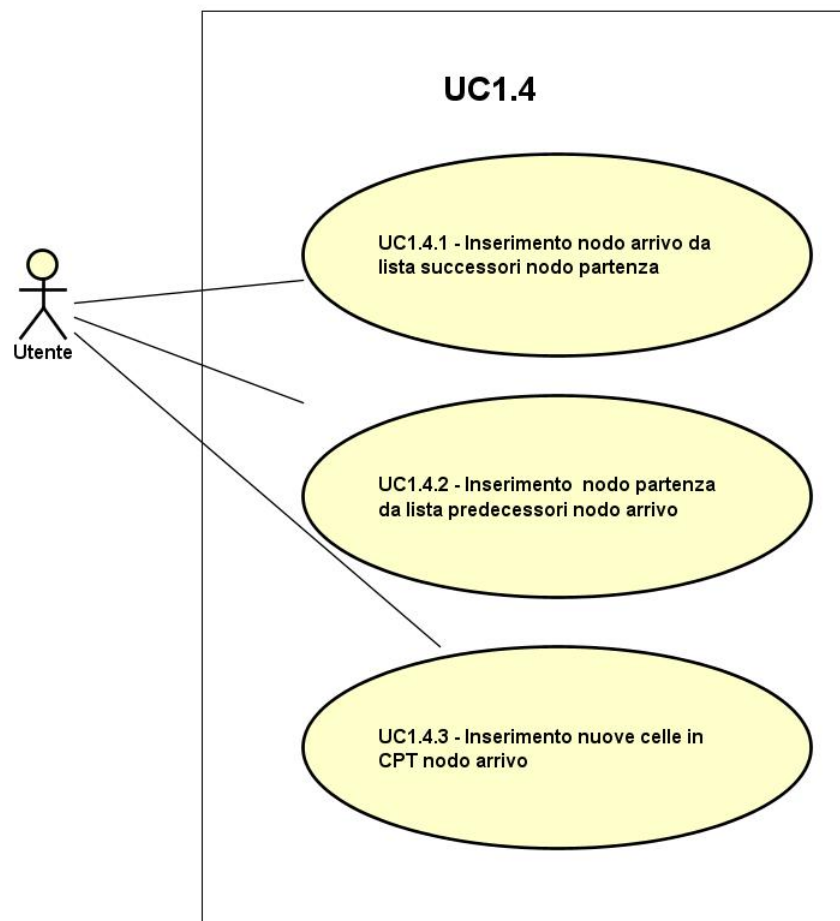 UC1.4
UC1.4.1 - Inserimento nodo arrivo da
lista successori nodo partenza
Utente
UC1.4.2 - Inserimento  nodo partenza
da lista predecessori nodo arrivo
UC1.4.3 - Inserimento nuove celle in
CPT nodo arrivo